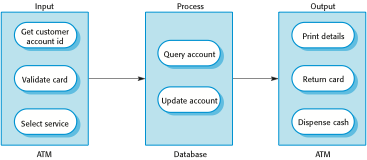 Input
Process
Output
Get customer
account id
Validate card
Select service
Query account
Update account
Print details
Return card
Dispense cash
ATM
Database
ATM